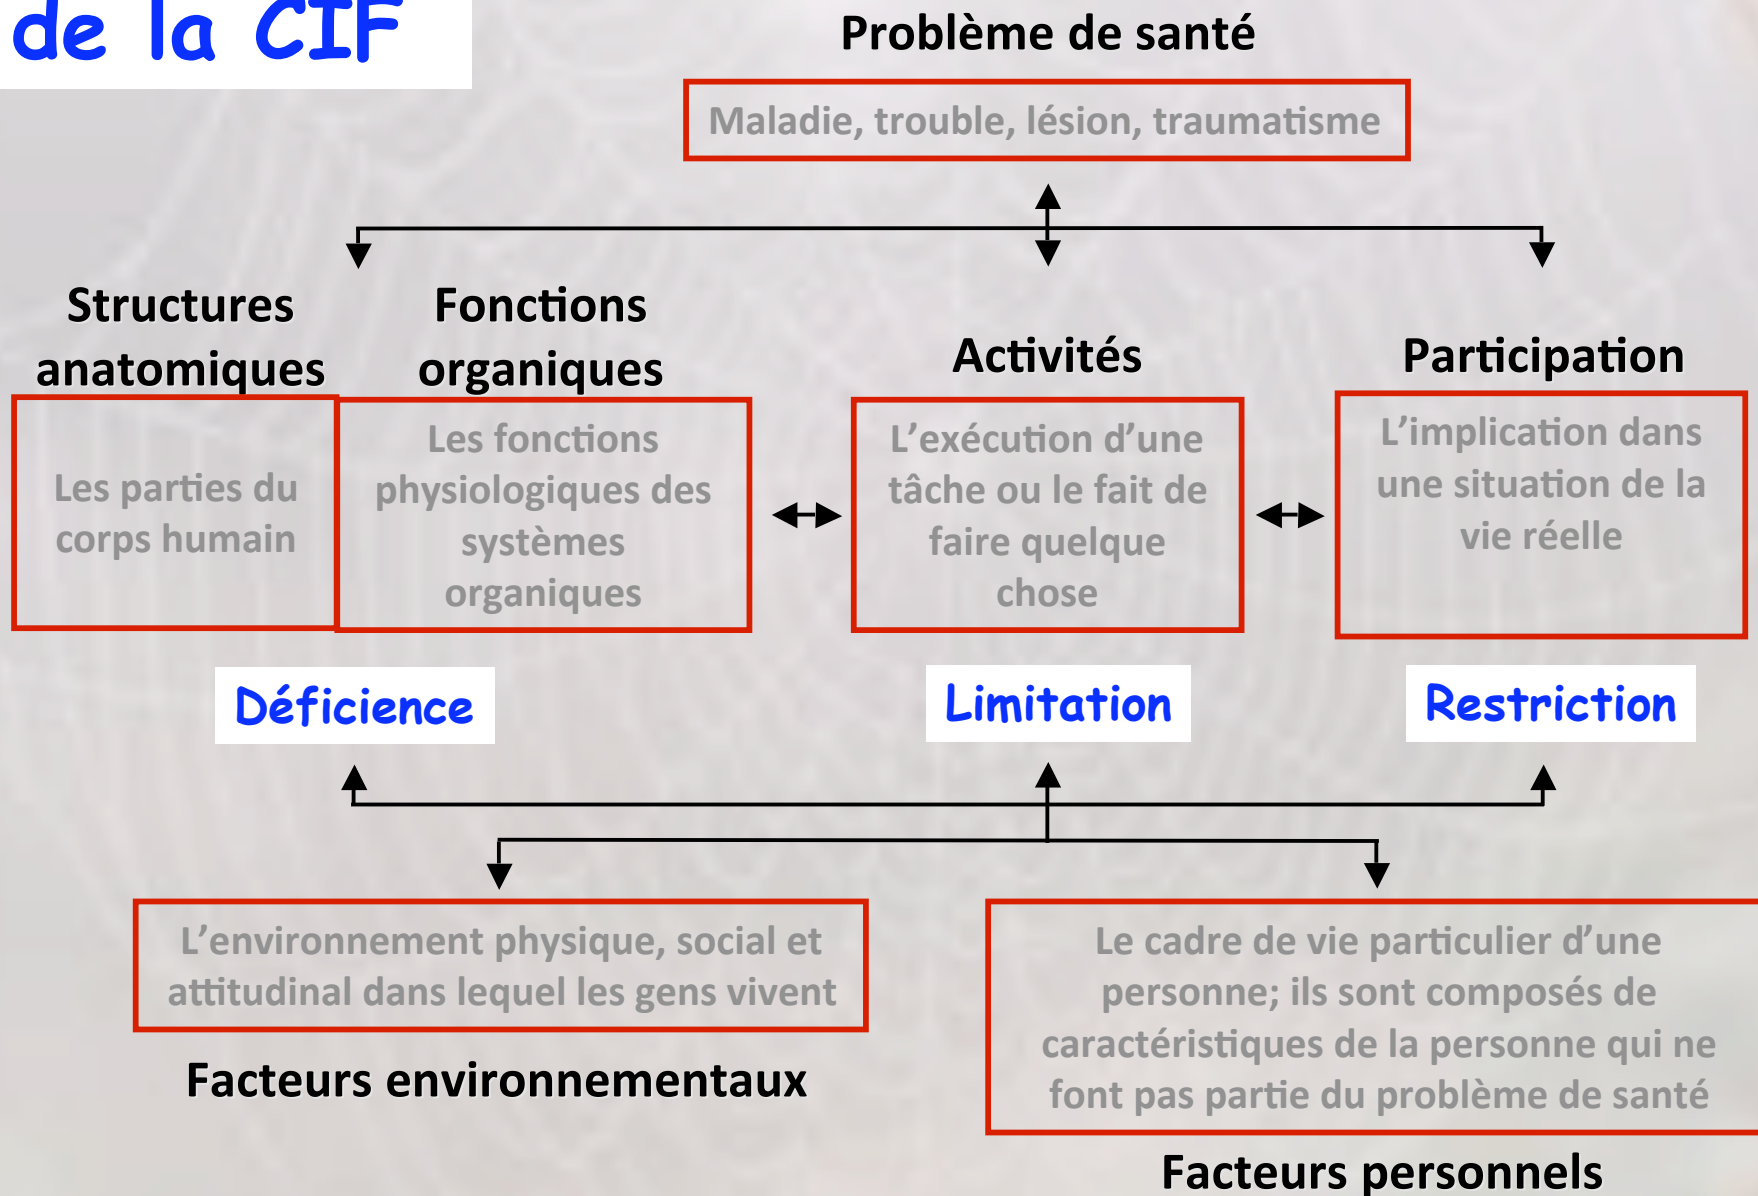 de la CIF
Problème de santé
Maladie, trouble, lésion, traumatisme
Structures
anatomiques
Les parties du
corps humain
Fonctions
organiques
Les fonctions
physiologiques des
systèmes
organiques
Activités
L’exécution d’une
tâche ou le fait de
faire quelque
chose
Participation
L’implication dans
une situation de la
vie réelle
Déficience
Limitation
Restriction
L’environnement physique, social et
attitudinal dans lequel les gens vivent
Facteurs environnementaux
Le cadre de vie particulier d’une
personne; ils sont composés de
caractéristiques de la personne qui ne
font pas partie du problème de santé
Facteurs personnels